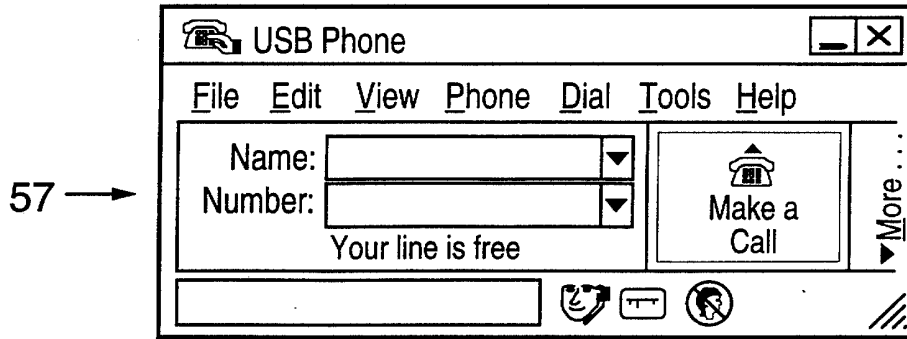 USB Phone
File Edit View Phone Dial Tools Help
Name:
57
Number:
Make a
Call
More...
Your line is free